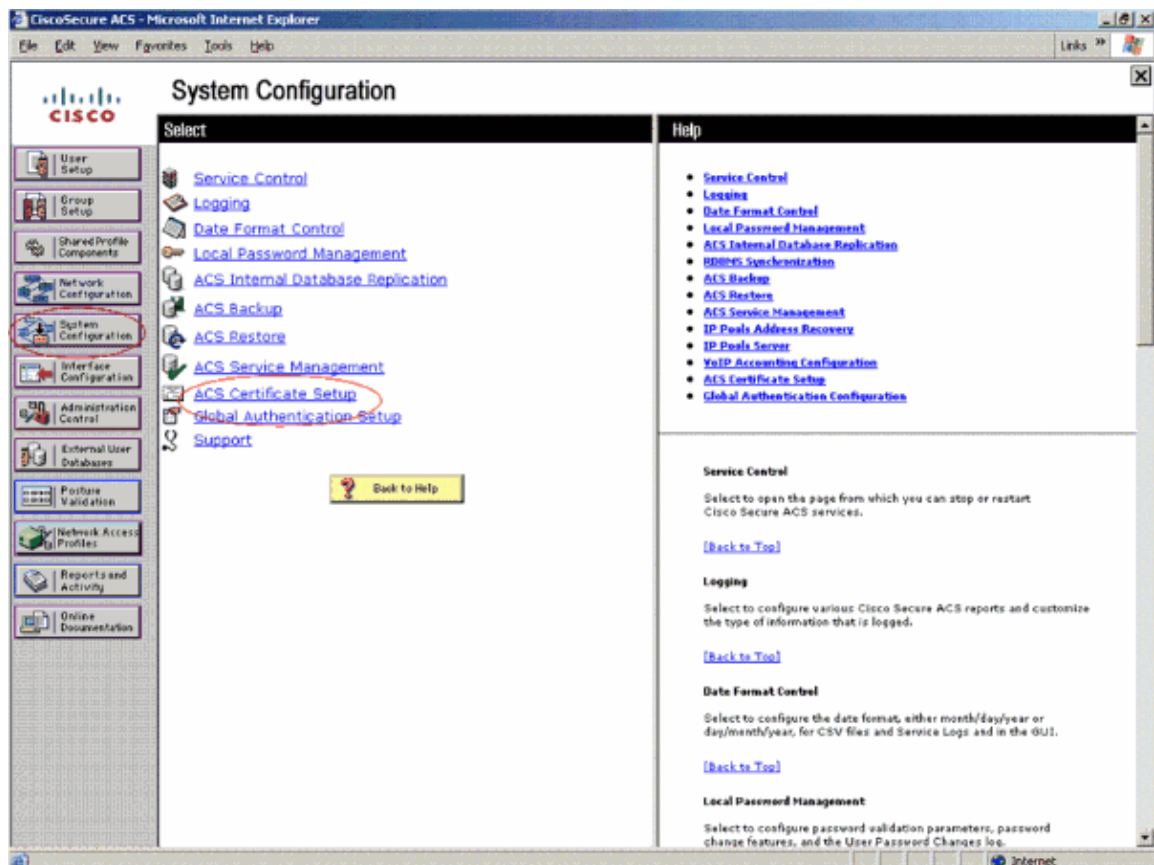 CiscoSecure ACS - Microsoft Internet Explorer
File Edit View Favorites Tools Help
Links »
CISCO
System Configuration
Select
Help
User
Setup
Group
Setup
Shared Profile
Components
Network
Configuration
System
Configuration
Interface
Configuration
Administration
Control
External User
Databases
Posture
Validation
Network Access
Profiles
Reports and
Activity
Online
Documentation
Service Control
Logging
Date Format Control
Local Password Management
ACS Internal Database Replication
ACS Backup
ACS Restore
ACS Service Management
ACS Certificate Setup
Global Authentication Setup
Support
Back to Help
Service Control
Logging
Date Format Control
Local Password Management
ACS Internal Database Replication
RDBMS Synchronization
ACS Backup
ACS Restore
ACS Service Management
IP Pools Address Recovery
IP Pools Server
VoIP Accounting Configuration
ACS Certificate Setup
Global Authentication Configuration
Service Control
Select to open the page from which you can stop or restart
Cisco Secure ACS services.
[Back to Top]
Logging
Select to configure various Cisco Secure ACS reports and customize
the type of information that is logged.
[Back to Top]
Date Format Control
Select to configure the date format, either month/day/year or
day/month/year, for CSV files and Service Logs and in the GUI.
[Back to Top]
Local Password Management
Select to configure password validation parameters, password
change features, and the User Password Changes log.
Internet